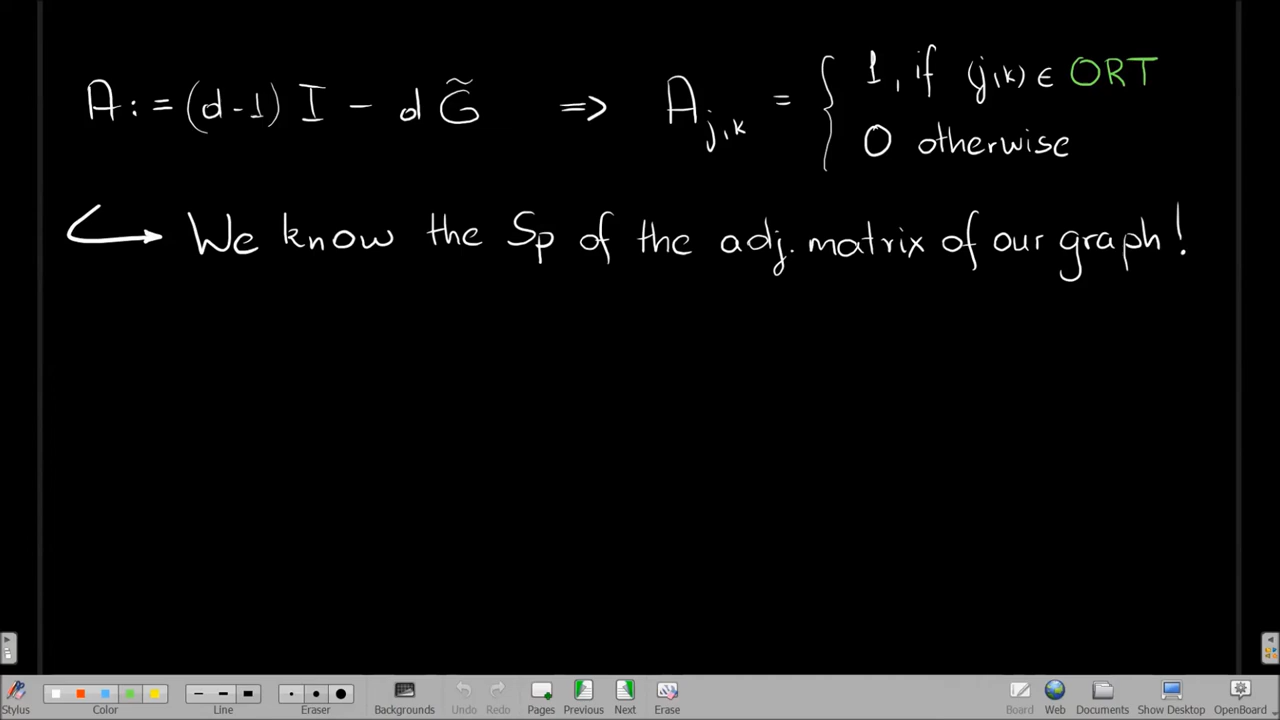 A := (d-1) I - d G̃ => A_{j,k} = { 1, if (j,k) ∈ ORT
0 otherwise
We know the Sp of the adj. matrix of our graph!
Stylus Color Line Eraser Backgrounds Undo Redo Pages Previous Next Erase Board Web Documents Show Desktop OpenBoard